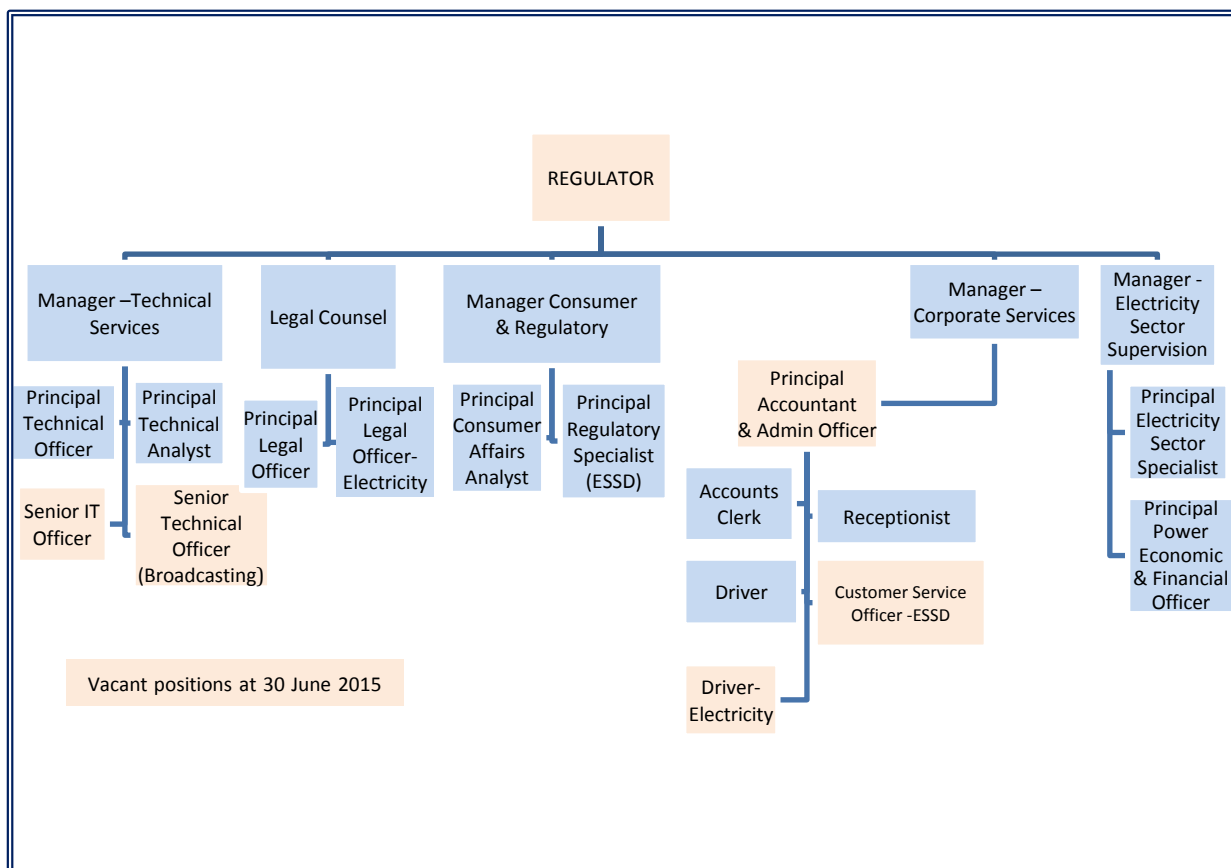 REGULATOR
Manager –Technical
Services
Legal Counsel
Manager Consumer
& Regulatory
Manager –
Corporate Services
Manager -
Electricity
Sector
Supervision
Principal
Technical
Officer
Principal
Technical
Analyst
Senior IT
Officer
Senior
Technical
Officer
(Broadcasting)
Principal
Legal
Officer
Principal
Legal
Officer-
Electricity
Principal
Consumer
Affairs
Analyst
Principal
Regulatory
Specialist
(ESSD)
Principal
Accountant
& Admin Officer
Accounts
Clerk
Receptionist
Driver
Customer Service
Officer -ESSD
Driver-
Electricity
Principal
Electricity
Sector
Specialist
Principal
Power
Economic
& Financial
Officer
Vacant positions at 30 June 2015